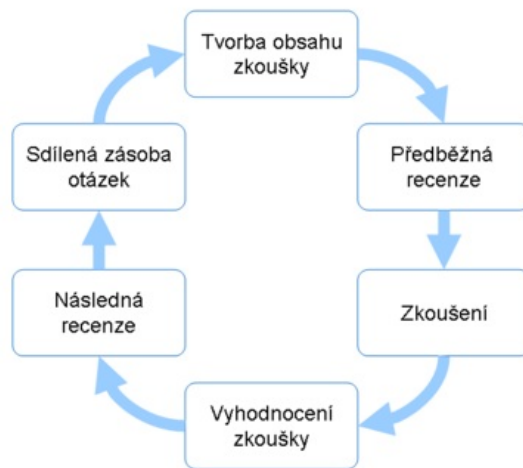 Tvorba obsahu
zkoušky
Předběžná
recenze
Zkoušení
Vyhodnocení
zkoušky
Následná
recenze
Sdílená zásoba
otázek